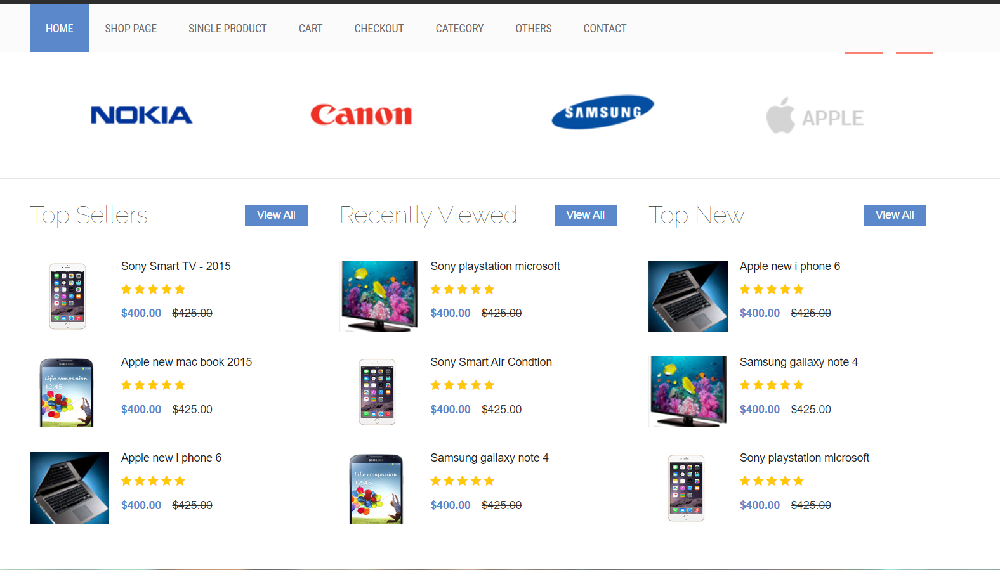 HOME SHOP PAGE SINGLE PRODUCT CART CHECKOUT CATEGORY OTHERS CONTACT
NOKIA Canon SAMSUNG APPLE
Top Sellers View All
Sony Smart TV - 2015
$400.00 $425.00
SAMSUNG
Life companion
12:45
Apple new mac book 2015
$400.00 $425.00
Apple new i phone 6
$400.00 $425.00
Recently Viewed View All
Sony playstation microsoft
$400.00 $425.00
Sony Smart Air Condtion
$400.00 $425.00
SAMSUNG
Life companion
12:45
Samsung gallaxy note 4
$400.00 $425.00
Top New View All
Apple new i phone 6
$400.00 $425.00
Samsung gallaxy note 4
$400.00 $425.00
Sony playstation microsoft
$400.00 $425.00